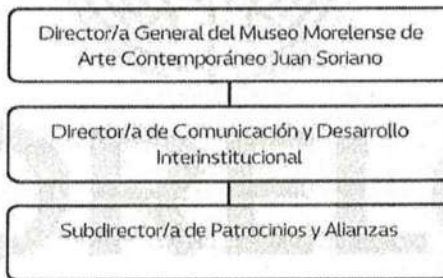 Director/a General del Museo Morelense de
Arte Contemporáneo Juan Soriano
Director/a de Comunicación y Desarrollo
Interinstitucional
Subdirector/a de Patrocinios y Alianzas